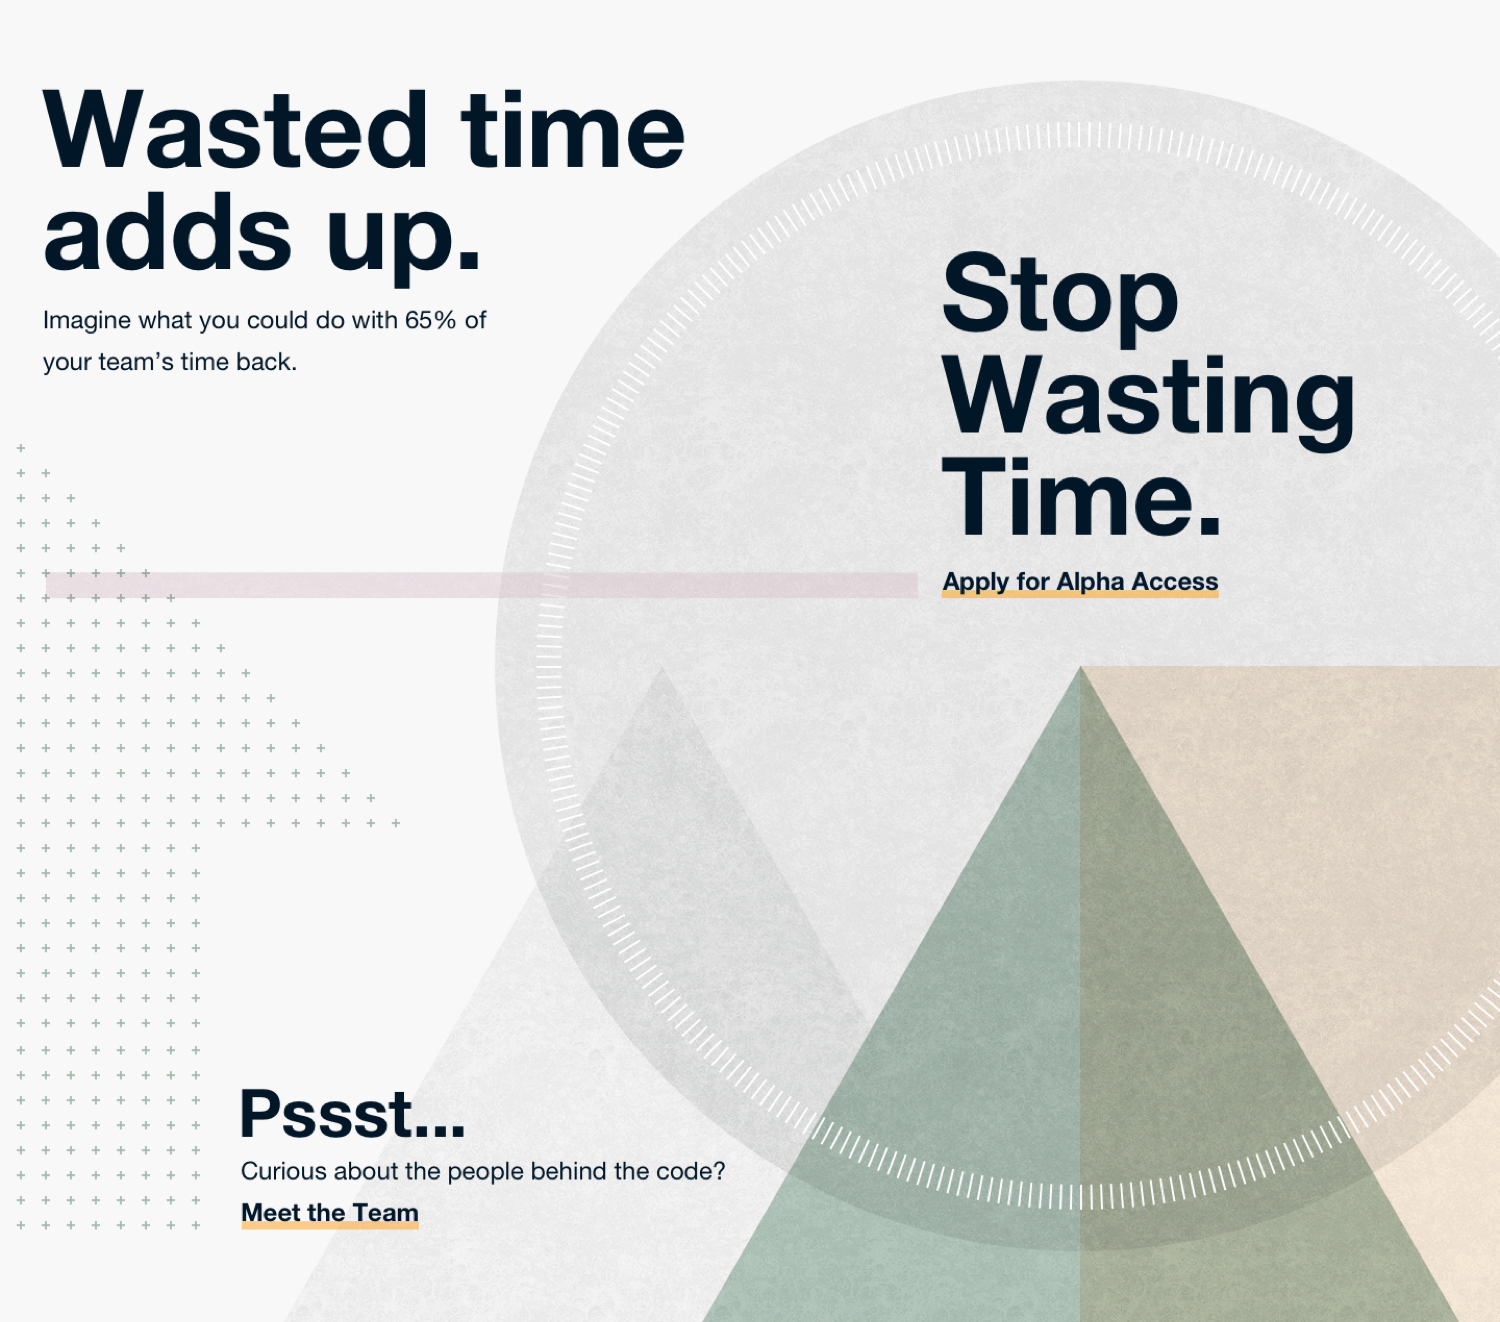 Wasted time
adds up.
Imagine what you could do with 65% of
your team’s time back.
Stop
Wasting
Time.
Apply for Alpha Access
Pssst...
Curious about the people behind the code?
Meet the Team